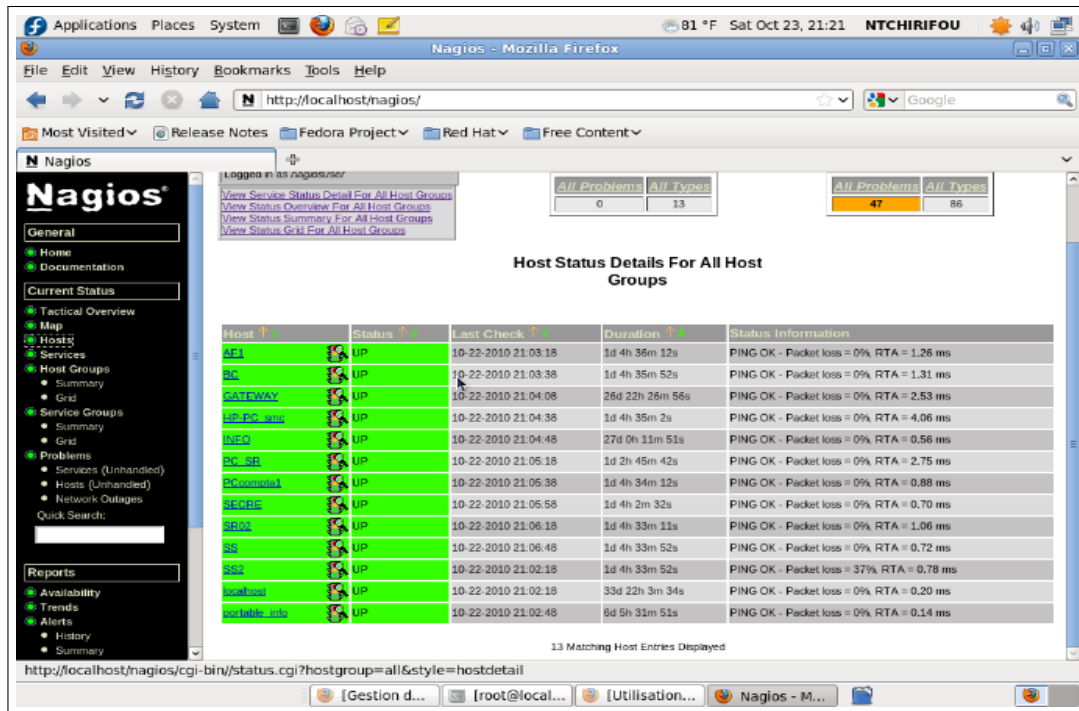 Applications Places System 81 °F Sat Oct 23, 21:21 NTCHIRIFOU
Nagios - Mozilla Firefox
File Edit View History Bookmarks Tools Help
N http://localhost/nagios/ Google
Most Visited Release Notes Fedora Project Red Hat Free Content
N Nagios
Nagios®
General
Home
Documentation
Current Status
Tactical Overview
Map
Hosts
Services
Host Groups
Summary
Grid
Service Groups
Summary
Grid
Problems
Services (Unhandled)
Hosts (Unhandled)
Network Outages
Quick Search:
Reports
Availability
Trends
Alerts
History
Summary
Logged in as nagiosuser
View Service Status Detail For All Host Groups
View Status Overview For All Host Groups
View Status Summary For All Host Groups
View Status Grid For All Host Groups
All Problems All Types
0 13
All Problems All Types
47 86
Host Status Details For All Host
Groups
Host Status Last Check Duration Status Information
AF1 UP 10-22-2010 21:03:18 1d 4h 36m 12s PING OK - Packet loss = 0%, RTA = 1.26 ms
BC UP 10-22-2010 21:03:38 1d 4h 35m 52s PING OK - Packet loss = 0%, RTA = 1.31 ms
GATEWAY UP 10-22-2010 21:04:08 26d 22h 26m 56s PING OK - Packet loss = 0%, RTA = 2.53 ms
HP-PC_smc UP 10-22-2010 21:04:38 1d 4h 35m 2s PING OK - Packet loss = 0%, RTA = 4.06 ms
INFO UP 10-22-2010 21:04:48 27d 0h 11m 51s PING OK - Packet loss = 0%, RTA = 0.56 ms
PC_SR UP 10-22-2010 21:05:18 1d 2h 45m 42s PING OK - Packet loss = 0%, RTA = 2.75 ms
PCcompta1 UP 10-22-2010 21:05:38 1d 4h 34m 12s PING OK - Packet loss = 0%, RTA = 0.88 ms
SECRE UP 10-22-2010 21:05:58 1d 4h 2m 32s PING OK - Packet loss = 0%, RTA = 0.70 ms
SR02 UP 10-22-2010 21:06:18 1d 4h 33m 11s PING OK - Packet loss = 0%, RTA = 1.06 ms
SS UP 10-22-2010 21:06:48 1d 4h 33m 52s PING OK - Packet loss = 0%, RTA = 0.72 ms
SS2 UP 10-22-2010 21:02:18 1d 4h 33m 52s PING OK - Packet loss = 37%, RTA = 0.78 ms
localhost UP 10-22-2010 21:02:18 33d 22h 3m 34s PING OK - Packet loss = 0%, RTA = 0.20 ms
portable_info UP 10-22-2010 21:02:48 6d 5h 31m 51s PING OK - Packet loss = 0%, RTA = 0.14 ms
13 Matching Host Entries Displayed
http://localhost/nagios/cgi-bin//status.cgi?hostgroup=all&style=hostdetail
[Gestion d... [root@local... [Utilisation... Nagios - M...